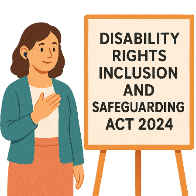 DISABILITY
RIGHTS
INCLUSION
AND
SAFEGUARDING
ACT 2024